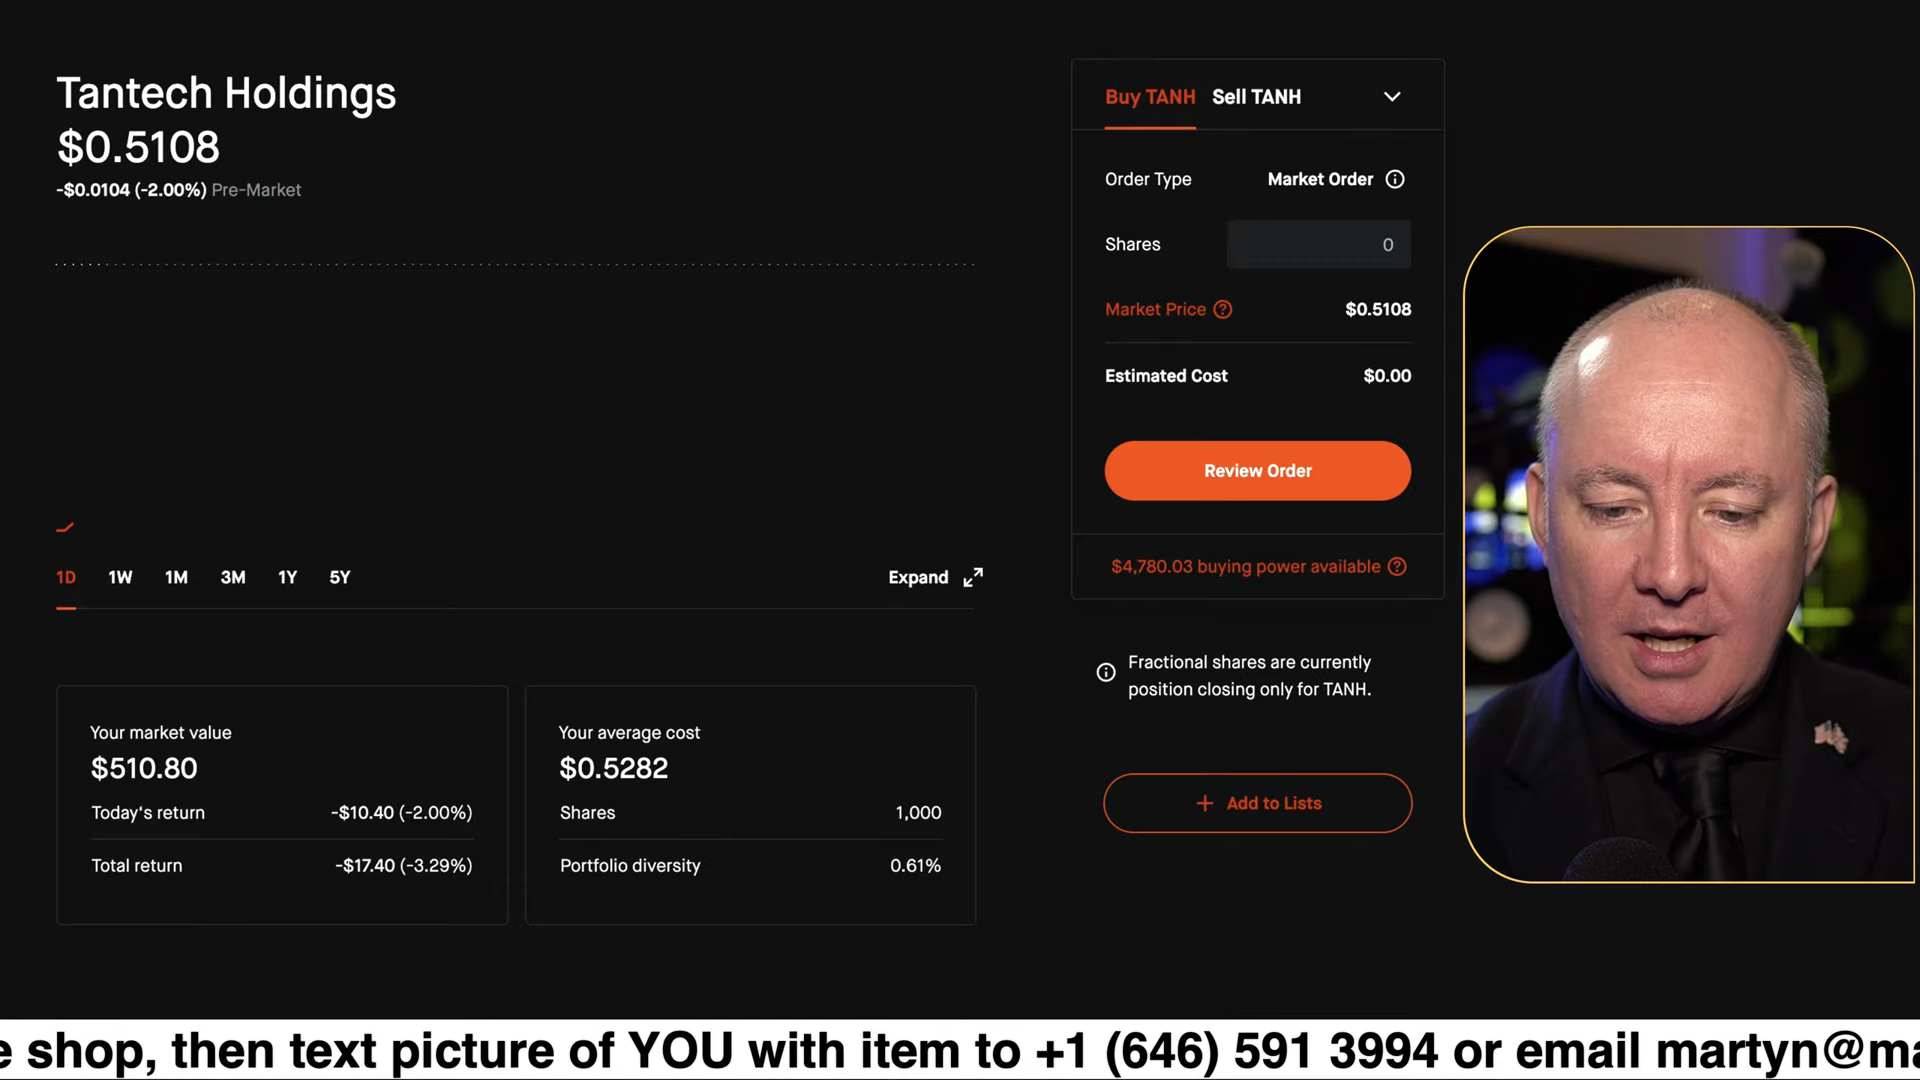 Tantech Holdings
$0.5108
-$0.0104 (-2.00%) Pre-Market
1D 1W 1M 3M 1Y 5Y
Expand
Your market value
$510.80
Today's return -$10.40 (-2.00%)
Total return -$17.40 (-3.29%)
Your average cost
$0.5282
Shares 1,000
Portfolio diversity 0.61%
Buy TANH Sell TANH
Order Type Market Order
Shares 0
Market Price $0.5108
Estimated Cost $0.00
Review Order
$4,780.03 buying power available
Fractional shares are currently
position closing only for TANH.
+ Add to Lists
e shop, then text picture of YOU with item to +1 (646) 591 3994 or email martyn@ma